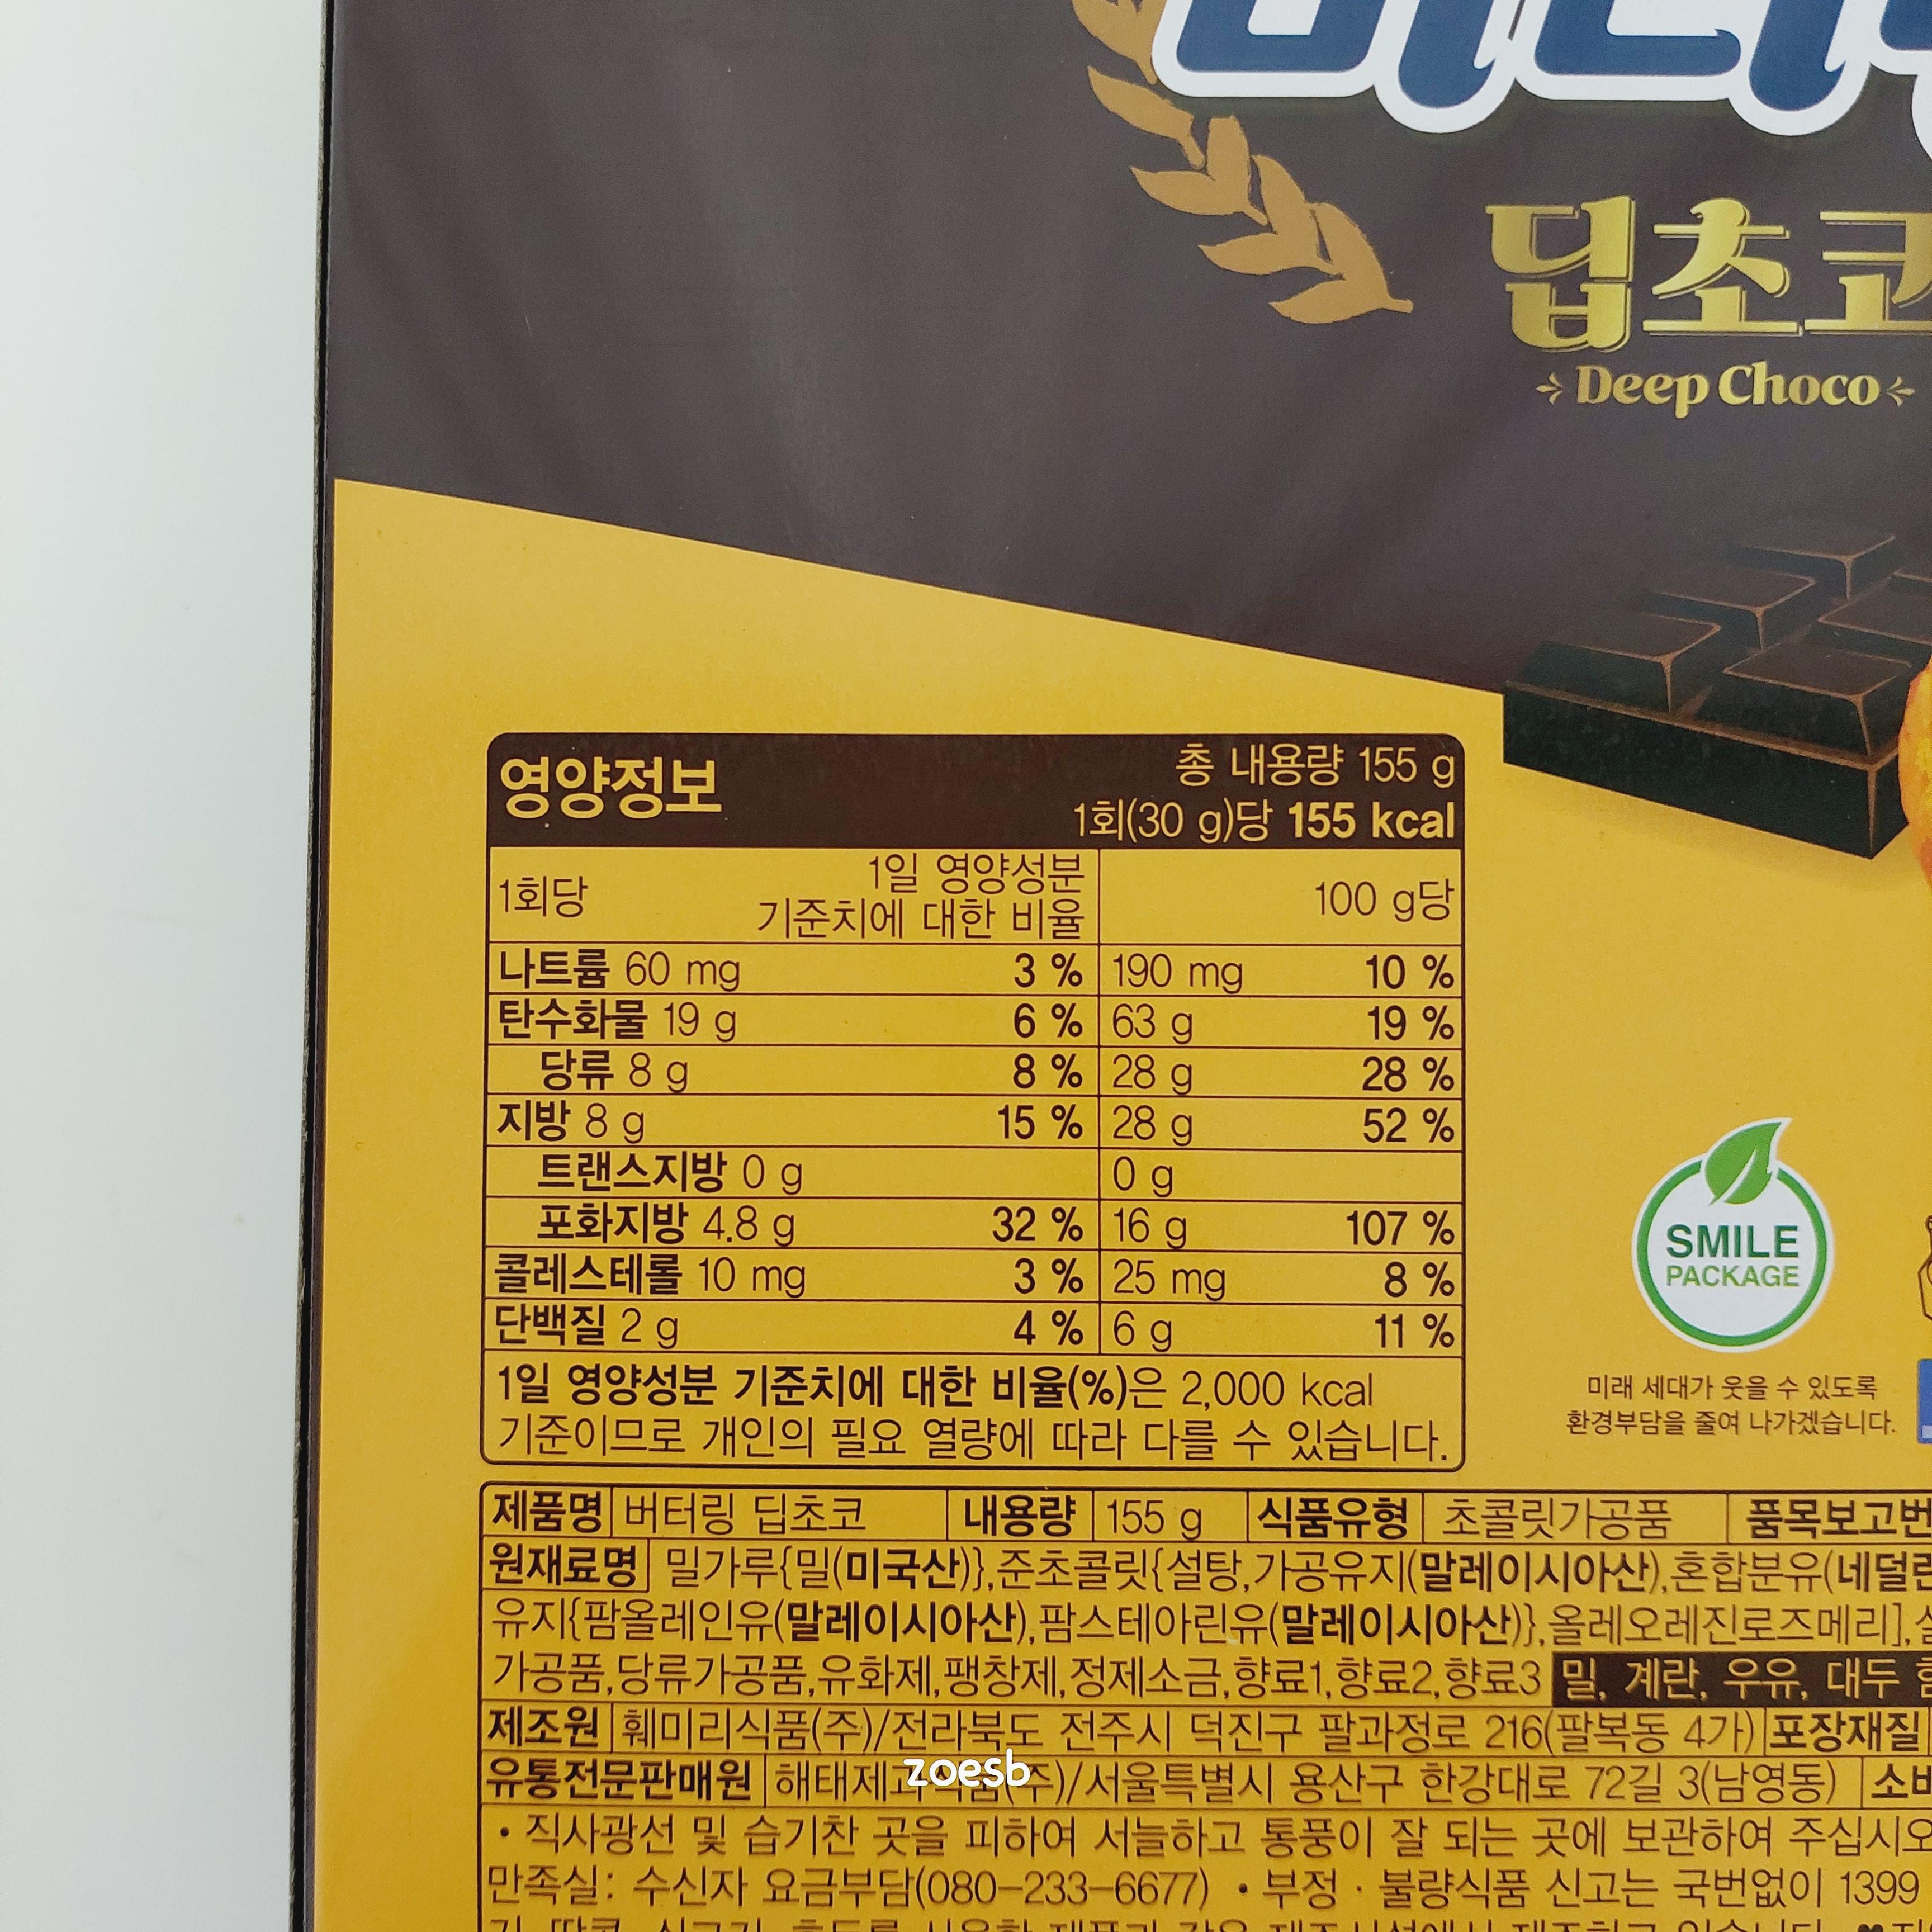 딥초코
Deep Choco
영양정보
총 내용량 155 g
1회(30 g)당 155 kcal
1회당 1일 영양성분 기준치에 대한 비율 100 g당
나트륨 60 mg 3 % 190 mg 10 %
탄수화물 19 g 6 % 63 g 19 %
당류 8 g 8 % 28 g 28 %
지방 8 g 15 % 28 g 52 %
트랜스지방 0 g 0 g
포화지방 4.8 g 32 % 16 g 107 %
콜레스테롤 10 mg 3 % 25 mg 8 %
단백질 2 g 4 % 6 g 11 %
1일 영양성분 기준치에 대한 비율(%)은 2,000 kcal
기준이므로 개인의 필요 열량에 따라 다를 수 있습니다.
SMILE
PACKAGE
미래 세대가 웃을 수 있도록
환경부담을 줄여 나가겠습니다.
제품명 버터링 딥초코 내용량 155 g 식품유형 초콜릿가공품 품목보고번
원재료명 밀가루{밀(미국산)},준초콜릿{설탕,가공유지(말레이시아산),혼합분유(네덜란
유지{팜올레인유(말레이시아산),팜스테아린유(말레이시아산)},올레오레진로즈메리],
가공품,당류가공품,유화제,팽창제,정제소금,향료1,향료2,향료3 밀, 계란, 우유, 대두
제조원 훼미리식품(주)/전라북도 전주시 덕진구 팔과정로 216(팔복동 4가) 포장재질
유통전문판매원 해태제과식품(주)/서울특별시 용산구 한강대로 72길 3(남영동) 소비
zoesb
• 직사광선 및 습기찬 곳을 피하여 서늘하고 통풍이 잘 되는 곳에 보관하여 주십시오
만족실: 수신자 요금부담(080-233-6677) • 부정 · 불량식품 신고는 국번없이 1399